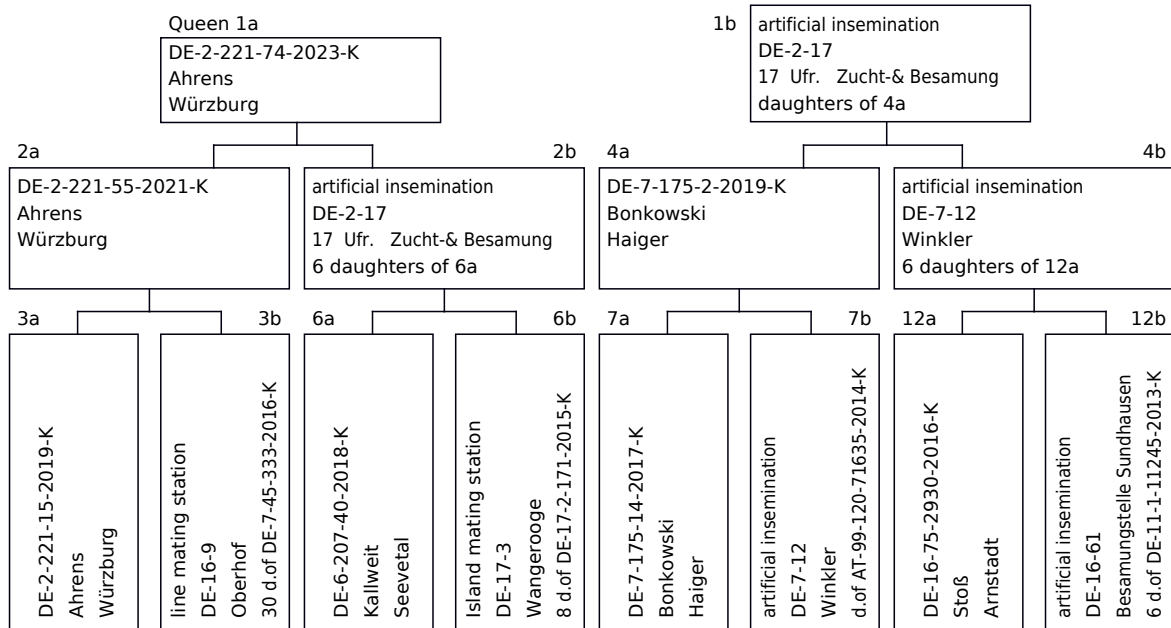 Queen 1a
DE-2-221-74-2023-K
Ahrens
Würzburg
1b
artificial insemination
DE-2-17
17 Ufr. Zucht-& Besamung
daughters of 4a
2a
DE-2-221-55-2021-K
Ahrens
Würzburg
2b
artificial insemination
DE-2-17
17 Ufr. Zucht-& Besamung
6 daughters of 6a
4a
DE-7-175-2-2019-K
Bonkowski
Haiger
4b
artificial insemination
DE-7-12
Winkler
6 daughters of 12a
3a
DE-2-221-15-2019-K
Ahrens
Würzburg
3b
line mating station
DE-16-9
Oberhof
30 d.of DE-7-45-333-2016-K
6a
DE-6-207-40-2018-K
Kallweit
Seevetal
6b
Island mating station
DE-17-3
Wangerooge
8 d.of DE-17-2-171-2015-K
7a
DE-7-175-14-2017-K
Bonkowski
Haiger
7b
artificial insemination
DE-7-12
Winkler
d.of AT-99-120-71635-2014-K
12a
DE-16-75-2930-2016-K
Stoß
Arnstadt
12b
artificial insemination
DE-16-61
Besamungstelle Sundhausen
6 d.of DE-11-1-11245-2013-K